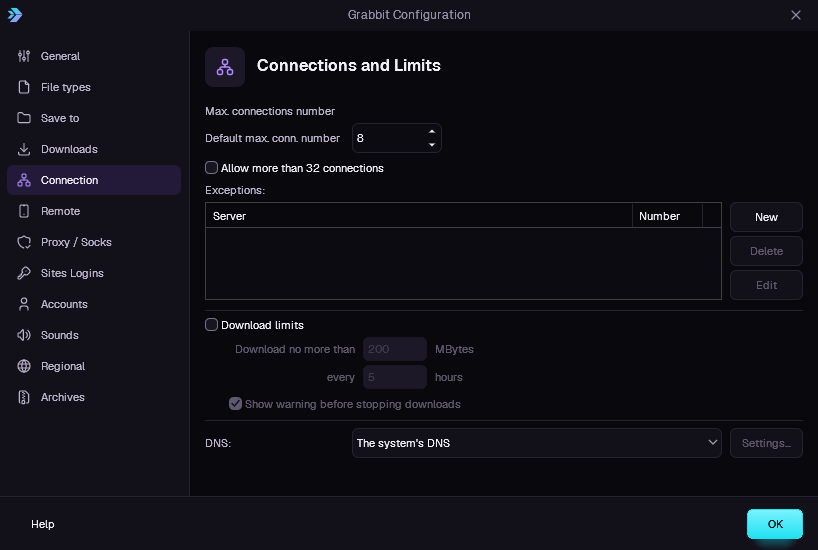 Grabbit Configuration
General
File types
Save to
Downloads
Connection
Remote
Proxy / Socks
Sites Logins
Accounts
Sounds
Regional
Archives
Connections and Limits
Max. connections number
Default max. conn. number 8
Allow more than 32 connections
Exceptions:
Server Number
New
Delete
Edit
Download limits
Download no more than 200 MBytes
every 5 hours
Show warning before stopping downloads
DNS: The system's DNS Settings...
Help
OK